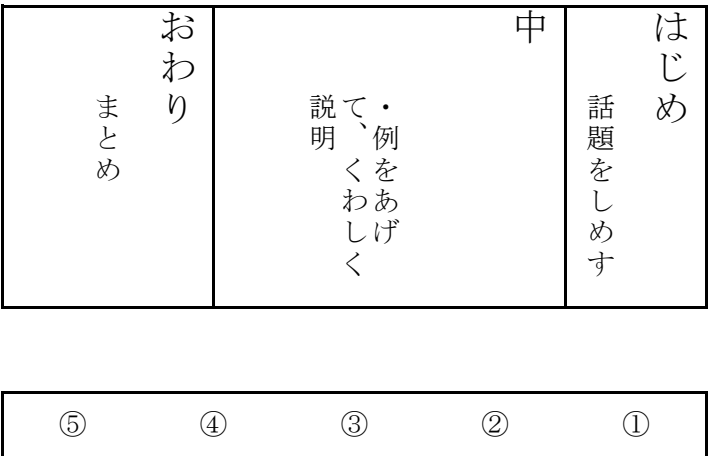 はじめ
話題をしめす
中
・例をあげ
て、くわしく
説明
おわり
まとめ
①
②
③
④
⑤